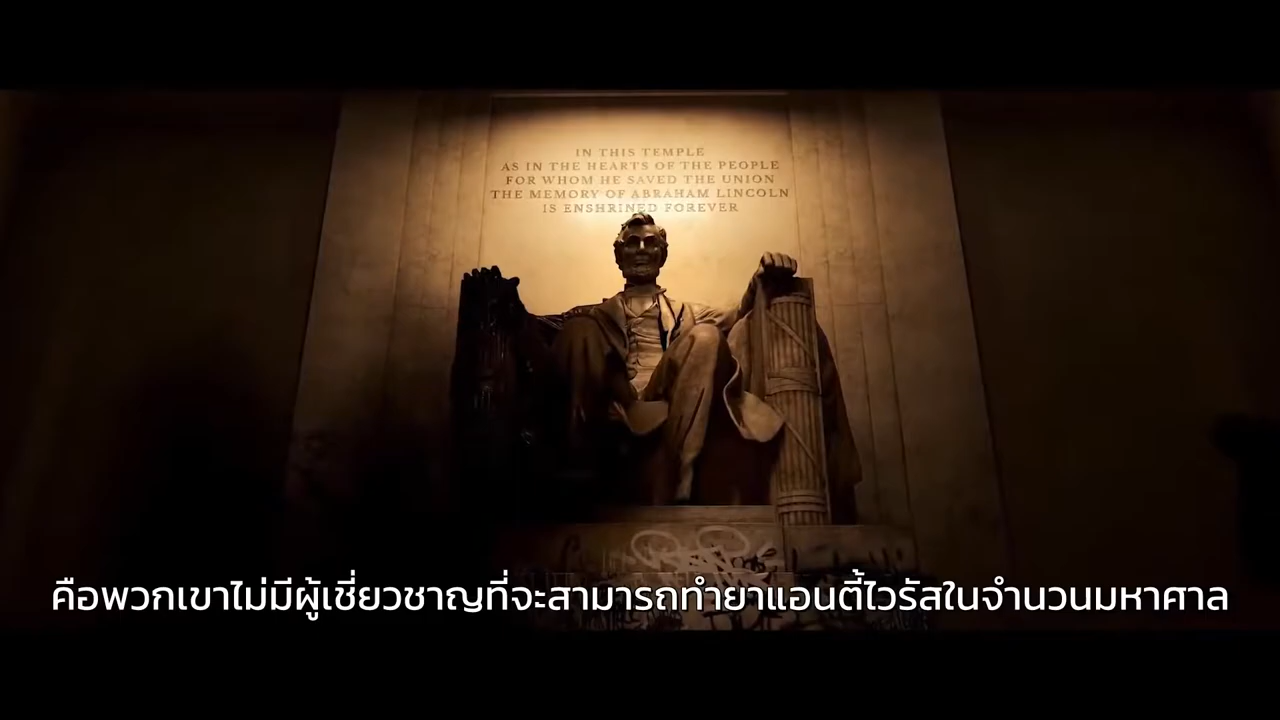 IN THIS TEMPLE
AS IN THE HEARTS OF THE PEOPLE
FOR WHOM HE SAVED THE UNION
THE MEMORY OF ABRAHAM LINCOLN
IS ENSHRINED FOREVER
คือพวกเขาไม่มีผู้เชี่ยวชาญที่จะสามารถทำยาแอนตี้ไวรัสในจำนวนมหาศาล